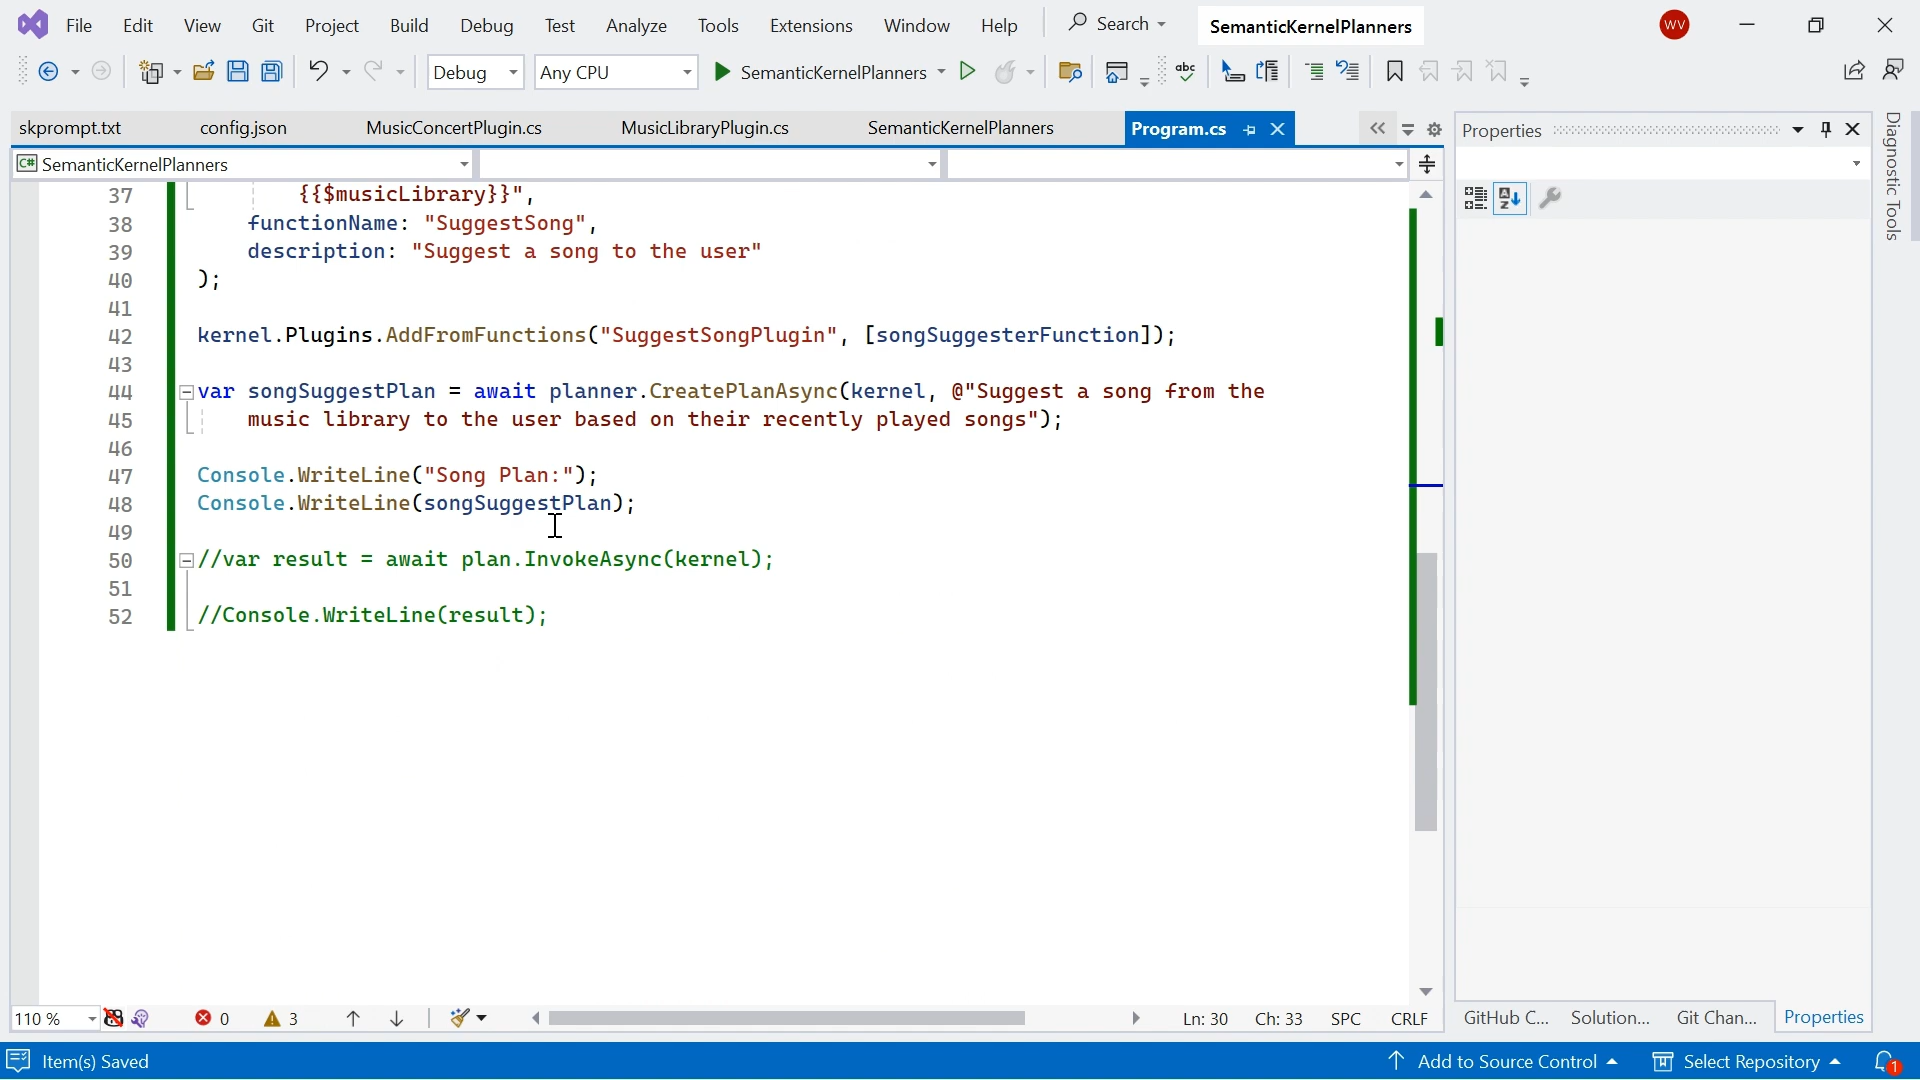 File Edit View Git Project Build Debug Test Analyze Tools Extensions Window Help Search SemanticKernelPlanners WV
Debug Any CPU SemanticKernelPlanners abc
skprompt.txt config.json MusicConcertPlugin.cs MusicLibraryPlugin.cs SemanticKernelPlanners Program.cs Properties
C# SemanticKernelPlanners
37 {{$musicLibrary}}",
38 functionName: "SuggestSong",
39 description: "Suggest a song to the user"
40 );
41
42 kernel.Plugins.AddFromFunctions("SuggestSongPlugin", [songSuggesterFunction]);
43
44 var songSuggestPlan = await planner.CreatePlanAsync(kernel, @"Suggest a song from the
45 music library to the user based on their recently played songs");
46
47 Console.WriteLine("Song Plan:");
48 Console.WriteLine(songSuggestPlan);
49
50 //var result = await plan.InvokeAsync(kernel);
51
52 //Console.WriteLine(result);
Diagnostic Tools
110 % 0 3 Ln: 30 Ch: 33 SPC CRLF
GitHub C... Solution... Git Chan... Properties
Item(s) Saved Add to Source Control Select Repository 1